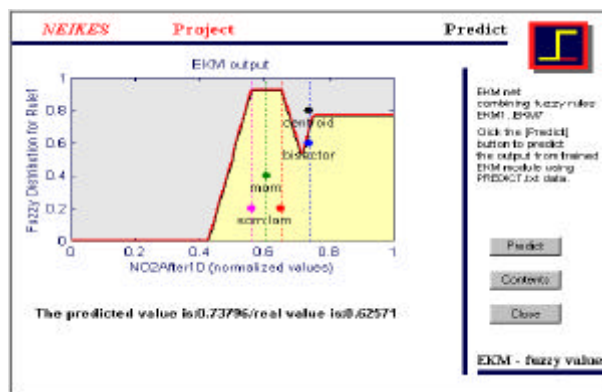 NEIKES Project Predict
EKM output
Fuzzy Distribution for Rule1
1
0.8
0.6
0.4
0.2
0
centroid
bisector
mom
som
lom
0 0.2 0.4 0.6 0.8 1
NO2After1D (normalized values)
The predicted value is:0.73796/real value is:0.62571
EKM net
combining fuzzy rules
EKM1..EKM7
Click the [Predict]
button to predict
the output from trained
EKM module using
PREDICT.txt data.
Predict
Contents
Close
EKM - fuzzy value